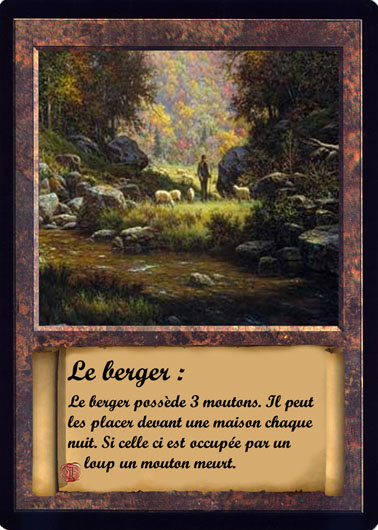 Le berger :
Le berger possède 3 moutons. Il peut
les placer devant une maison chaque
nuit. Si celle ci est occupée par un
loup un mouton meurt.